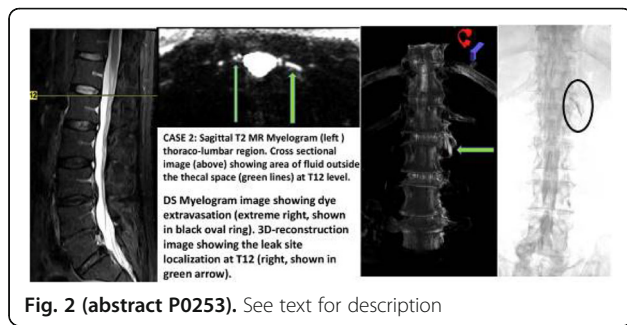 12
CASE 2: Sagittal T2 MR Myelogram (left )
thoraco-lumbar region. Cross sectional
image (above) showing area of fluid outside
the thecal space (green lines) at T12 level.
DS Myelogram image showing dye
extravasation (extreme right, shown
in black oval ring). 3D-reconstruction
image showing the leak site
localization at T12 (right, shown in
green arrow).
Fig. 2 (abstract P0253). See text for description